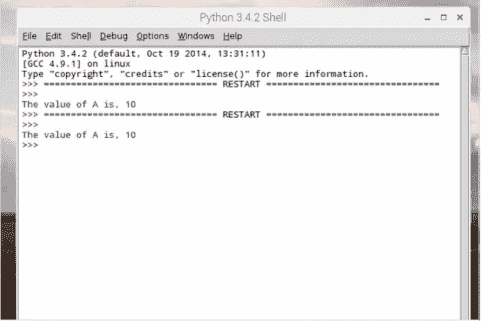 Python 3.4.2 Shell
File Edit Shell Debug Options Windows Help
Python 3.4.2 (default, Oct 19 2014, 13:31:11)
[GCC 4.9.1] on linux
Type "copyright", "credits" or "license()" for more information.
>>> ================================ RESTART ================================
>>>
The value of A is, 10
>>> ================================ RESTART ================================
>>>
The value of A is, 10
>>>